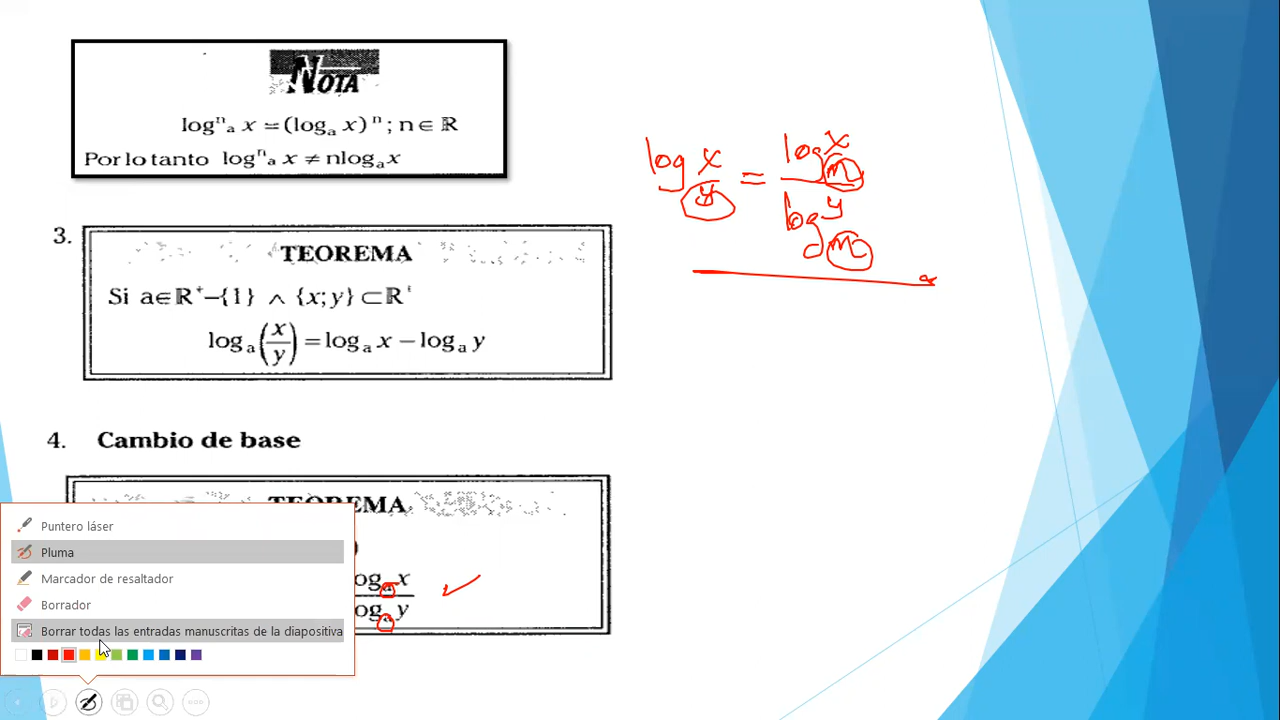 NOTA
logⁿₐ x = (logₐ x)ⁿ ; n ∈ ℝ
Por lo tanto logⁿₐ x ≠ nlogₐx
3.
TEOREMA
Si a∈ℝ⁺–{1} ∧ {x; y} ⊂ ℝ⁺
logₐ(x/y) = logₐ x – logₐ y
4. Cambio de base
TEOREMA
logₐ x
logₐ y
log x
y
=
log x
m
log y
m
Puntero láser
Pluma
Marcador de resaltador
Borrador
Borrar todas las entradas manuscritas de la diapositiva